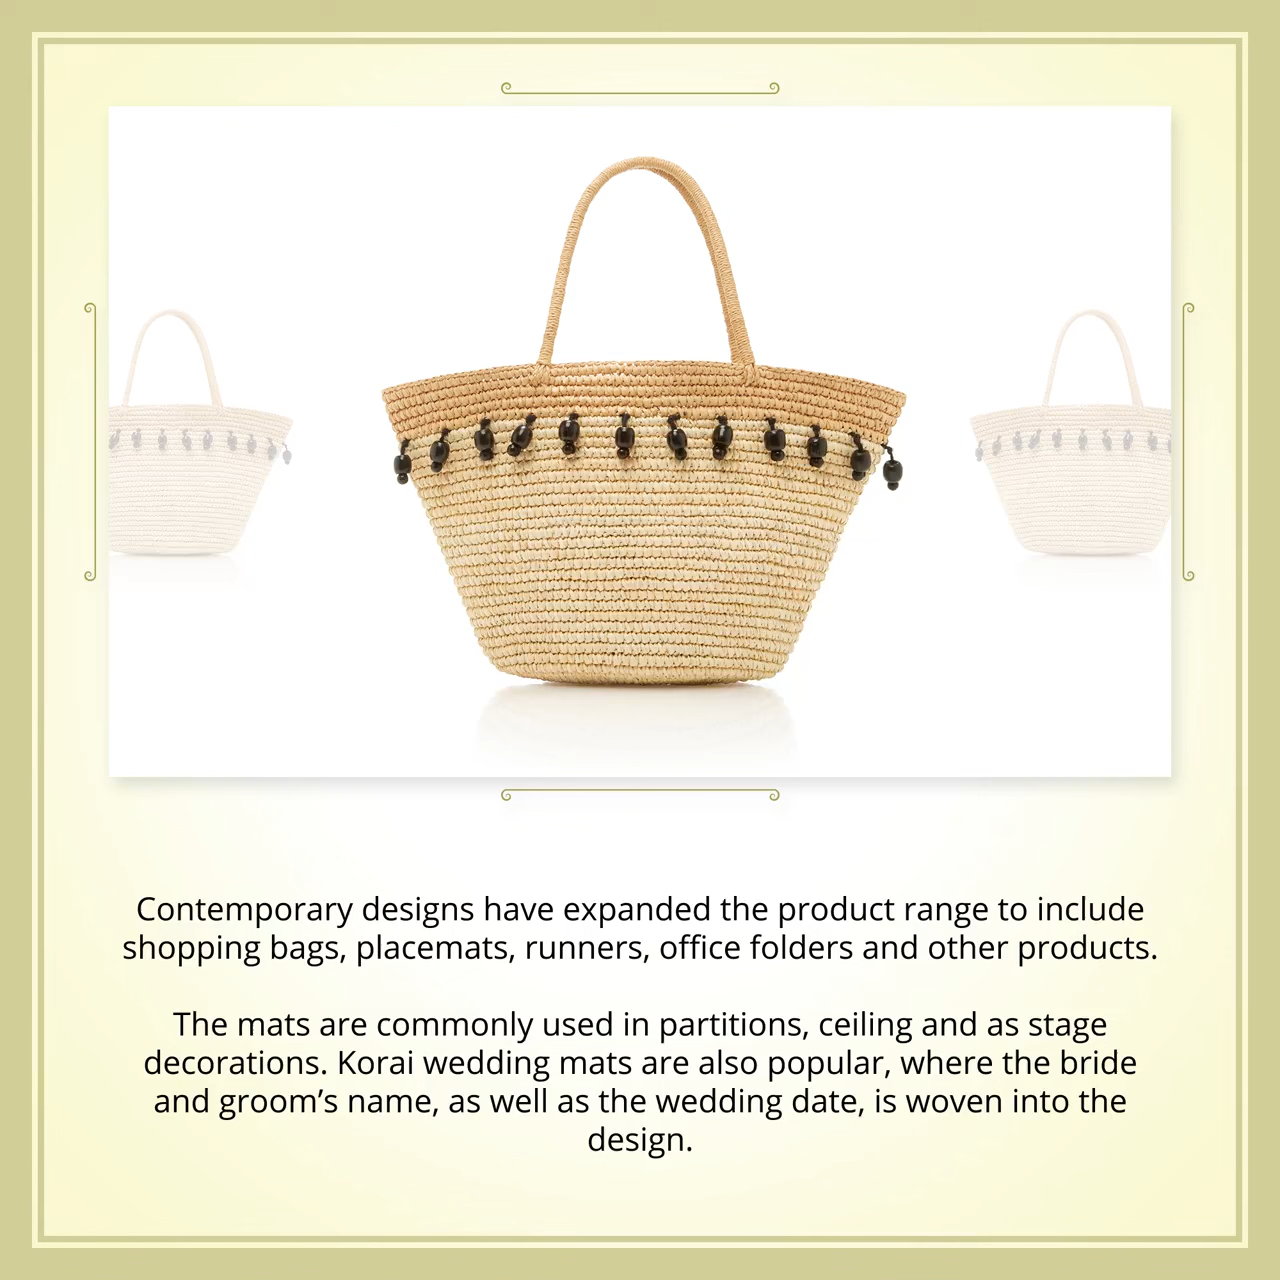 Contemporary designs have expanded the product range to include
shopping bags, placemats, runners, office folders and other products.
The mats are commonly used in partitions, ceiling and as stage
decorations. Korai wedding mats are also popular, where the bride
and groom’s name, as well as the wedding date, is woven into the
design.